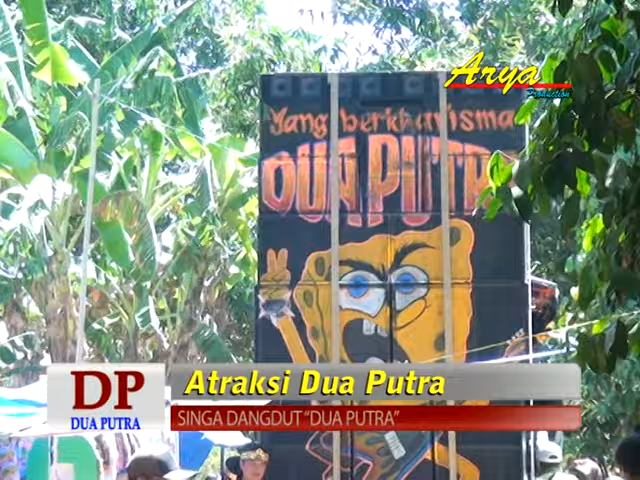 Arya
Production
Yang berkharisma
DUA PUTRA
DP
DUA PUTRA
Atraksi Dua Putra
SINGA DANGDUT "DUA PUTRA"